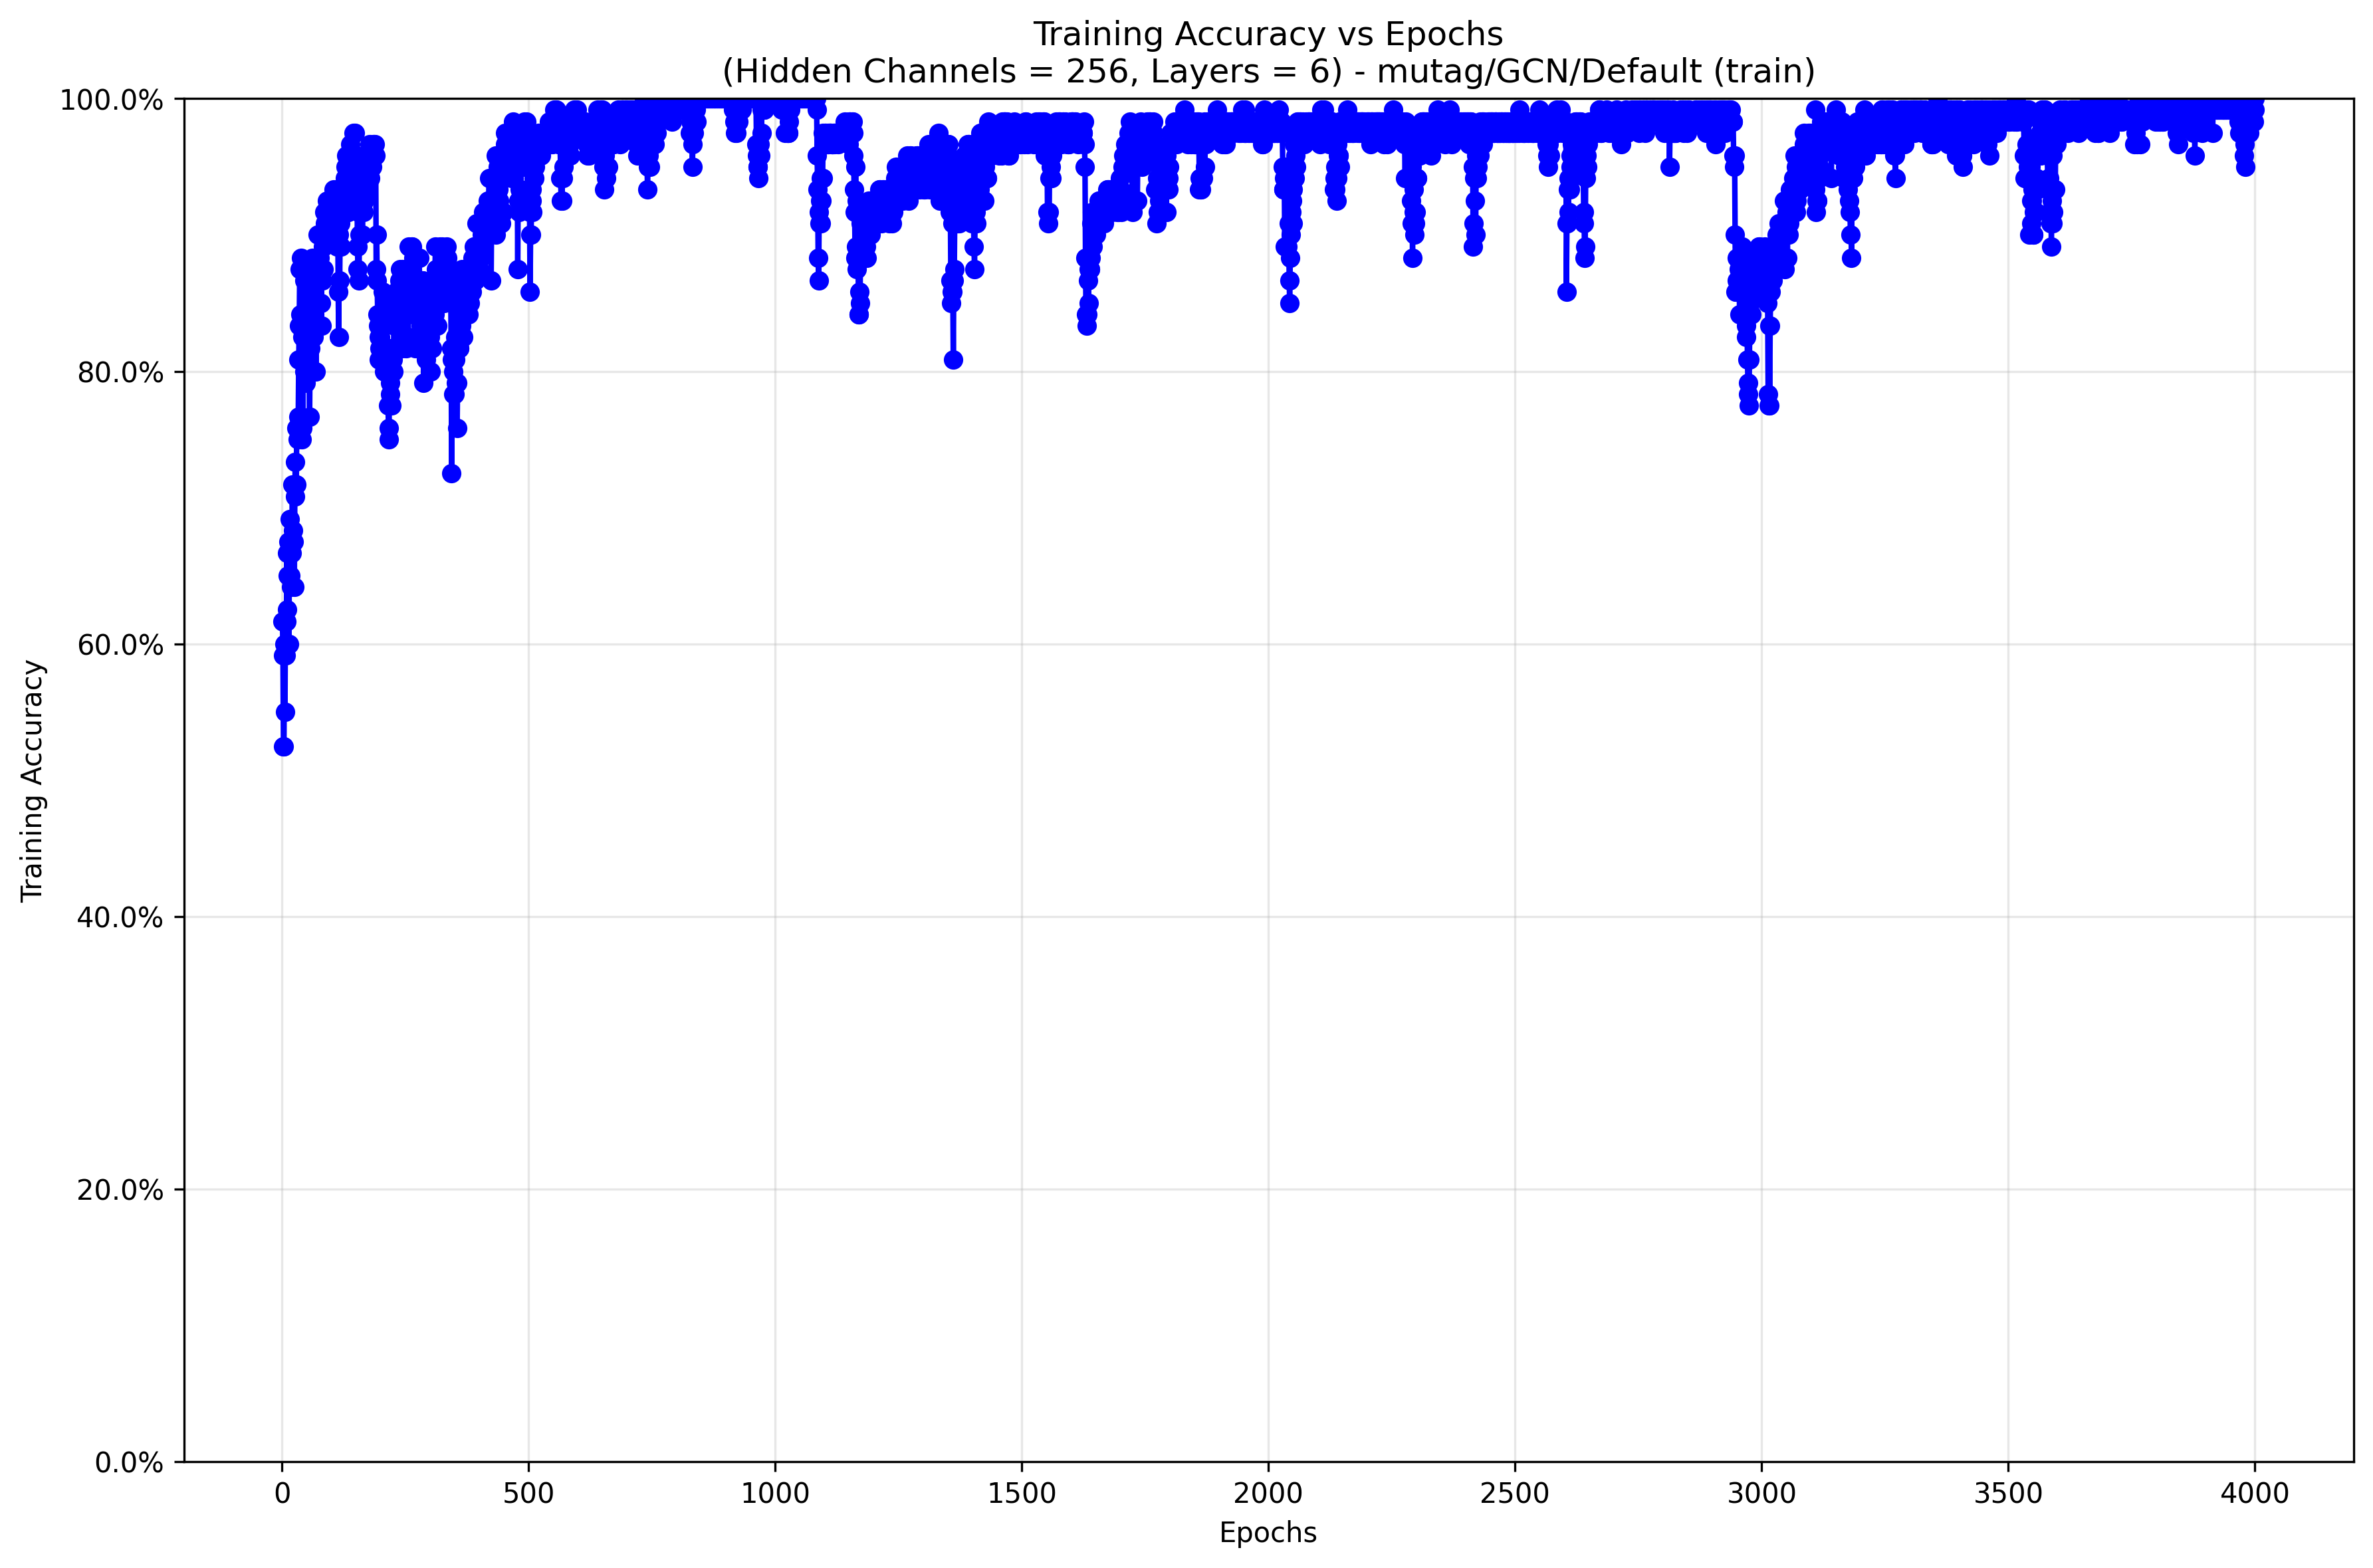 Training Accuracy vs Epochs
(Hidden Channels = 256, Layers = 6) - mutag/GCN/Default (train)
100.0%
80.0%
60.0%
40.0%
20.0%
0.0%
Training Accuracy
0 500 1000 1500 2000 2500 3000 3500 4000
Epochs